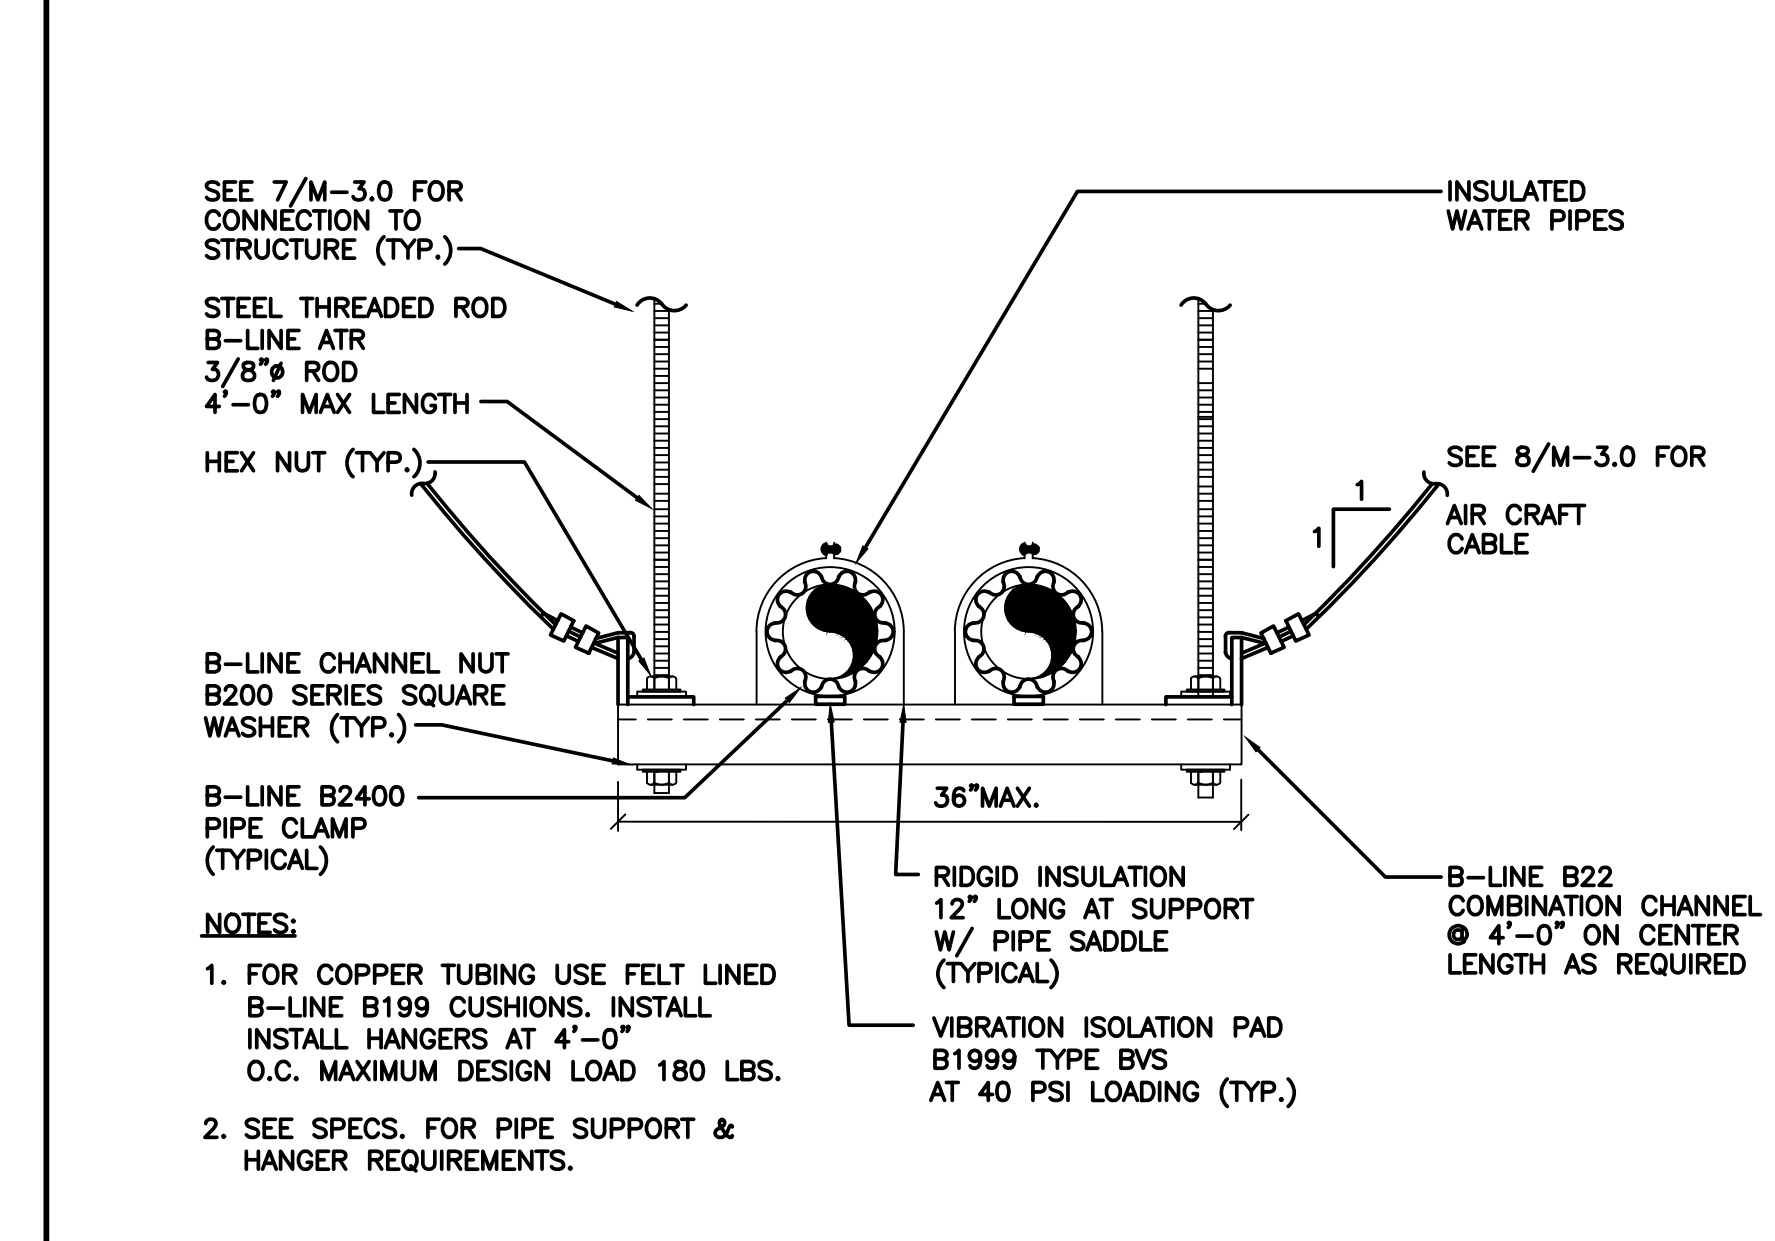 SEE 7/M-3.0 FOR
CONNECTION TO
STRUCTURE (TYP.)
STEEL THREADED ROD
B-LINE ATR
3/8"ø ROD
4'-0" MAX LENGTH
HEX NUT (TYP.)
B-LINE CHANNEL NUT
B200 SERIES SQUARE
WASHER (TYP.)
B-LINE B2400
PIPE CLAMP
(TYPICAL)
INSULATED
WATER PIPES
SEE 8/M-3.0 FOR
AIR CRAFT
CABLE
1
1
36"MAX.
RIDGID INSULATION
12" LONG AT SUPPORT
W/ PIPE SADDLE
(TYPICAL)
VIBRATION ISOLATION PAD
B1999 TYPE BVS
AT 40 PSI LOADING (TYP.)
B-LINE B22
COMBINATION CHANNEL
@ 4'-0" ON CENTER
LENGTH AS REQUIRED
NOTES:
1. FOR COPPER TUBING USE FELT LINED
B-LINE B199 CUSHIONS. INSTALL
INSTALL HANGERS AT 4'-0"
O.C. MAXIMUM DESIGN LOAD 180 LBS.
2. SEE SPECS. FOR PIPE SUPPORT &
HANGER REQUIREMENTS.